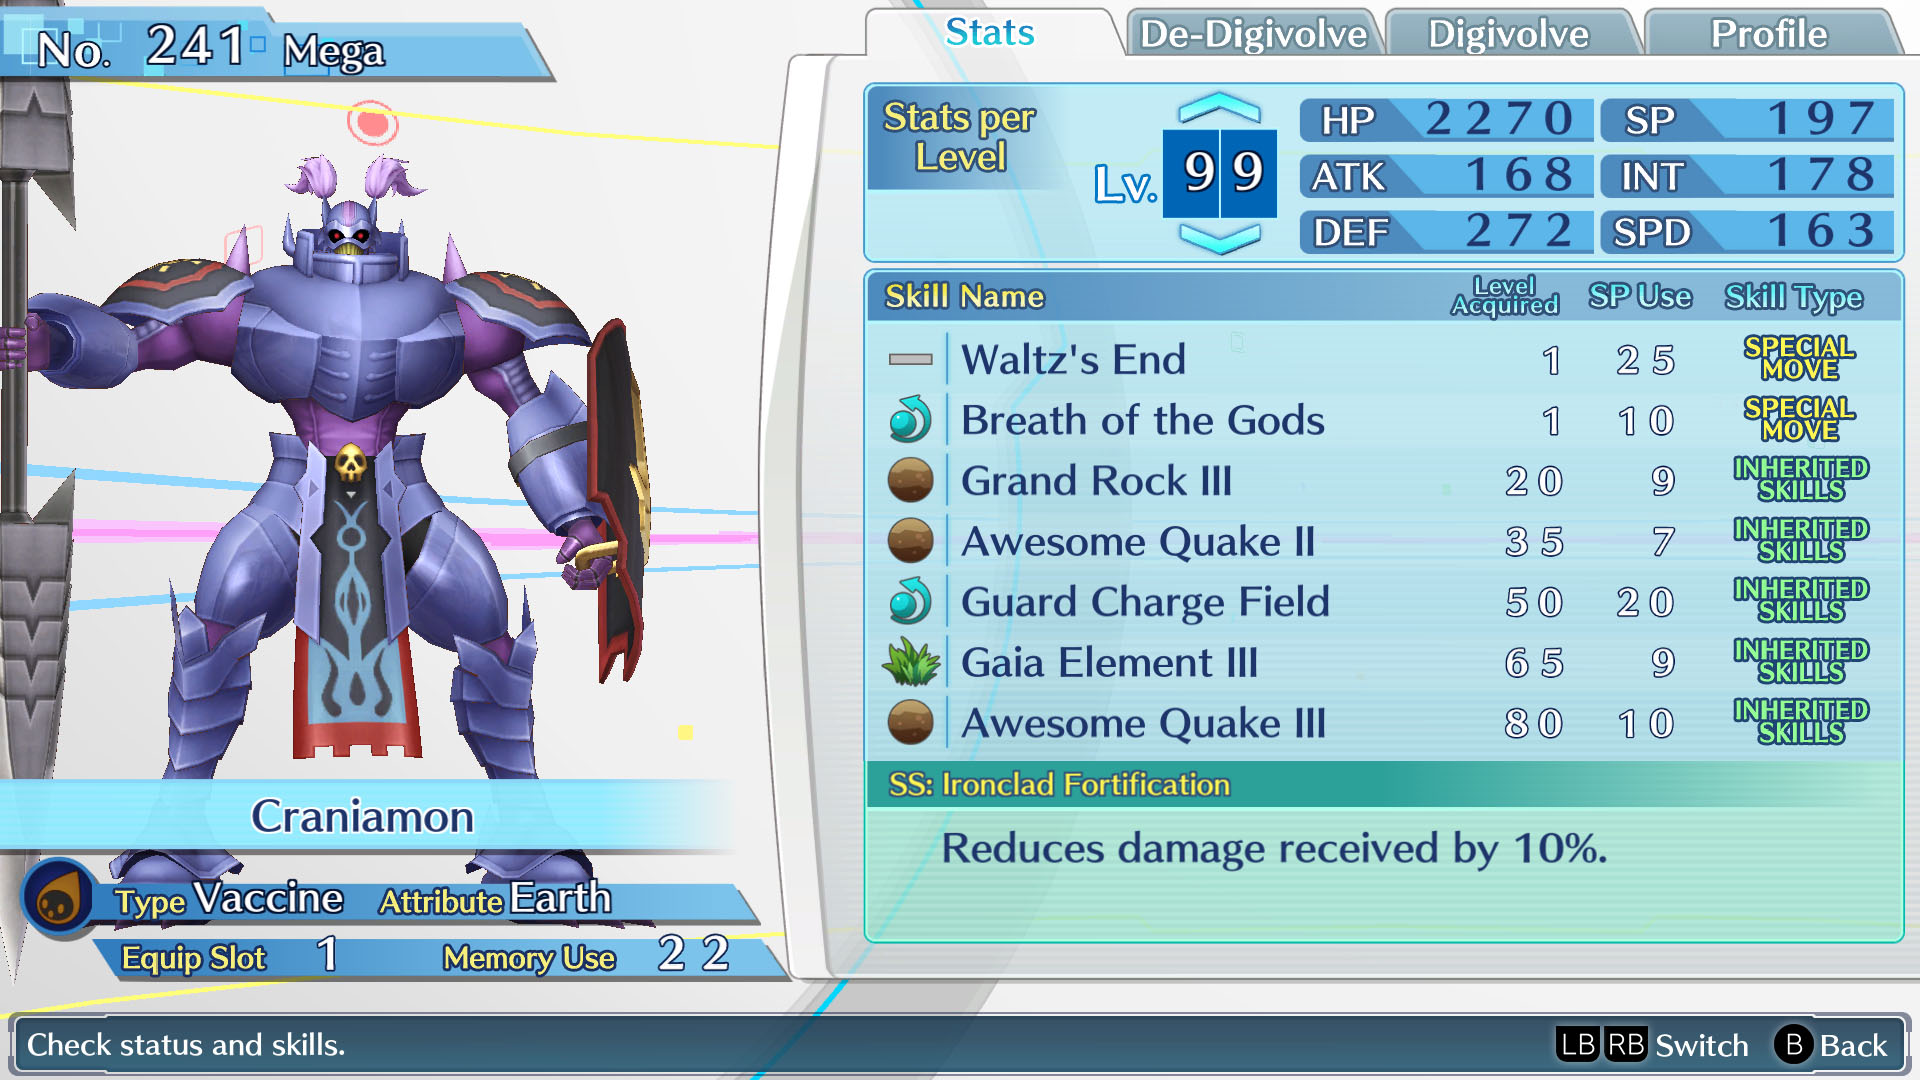 No. 241 Mega
Stats De-Digivolve Digivolve Profile
Stats per
Level
Lv. 99
HP 2270 SP 197
ATK 168 INT 178
DEF 272 SPD 163
Skill Name Level Acquired SP Use Skill Type
Waltz's End 1 25 SPECIAL MOVE
Breath of the Gods 1 10 SPECIAL MOVE
Grand Rock III 20 9 INHERITED SKILLS
Awesome Quake II 35 7 INHERITED SKILLS
Guard Charge Field 50 20 INHERITED SKILLS
Gaia Element III 65 9 INHERITED SKILLS
Awesome Quake III 80 10 INHERITED SKILLS
SS: Ironclad Fortification
Reduces damage received by 10%.
Craniamon
Type Vaccine Attribute Earth
Equip Slot 1 Memory Use 22
Check status and skills.
LB RB Switch B Back